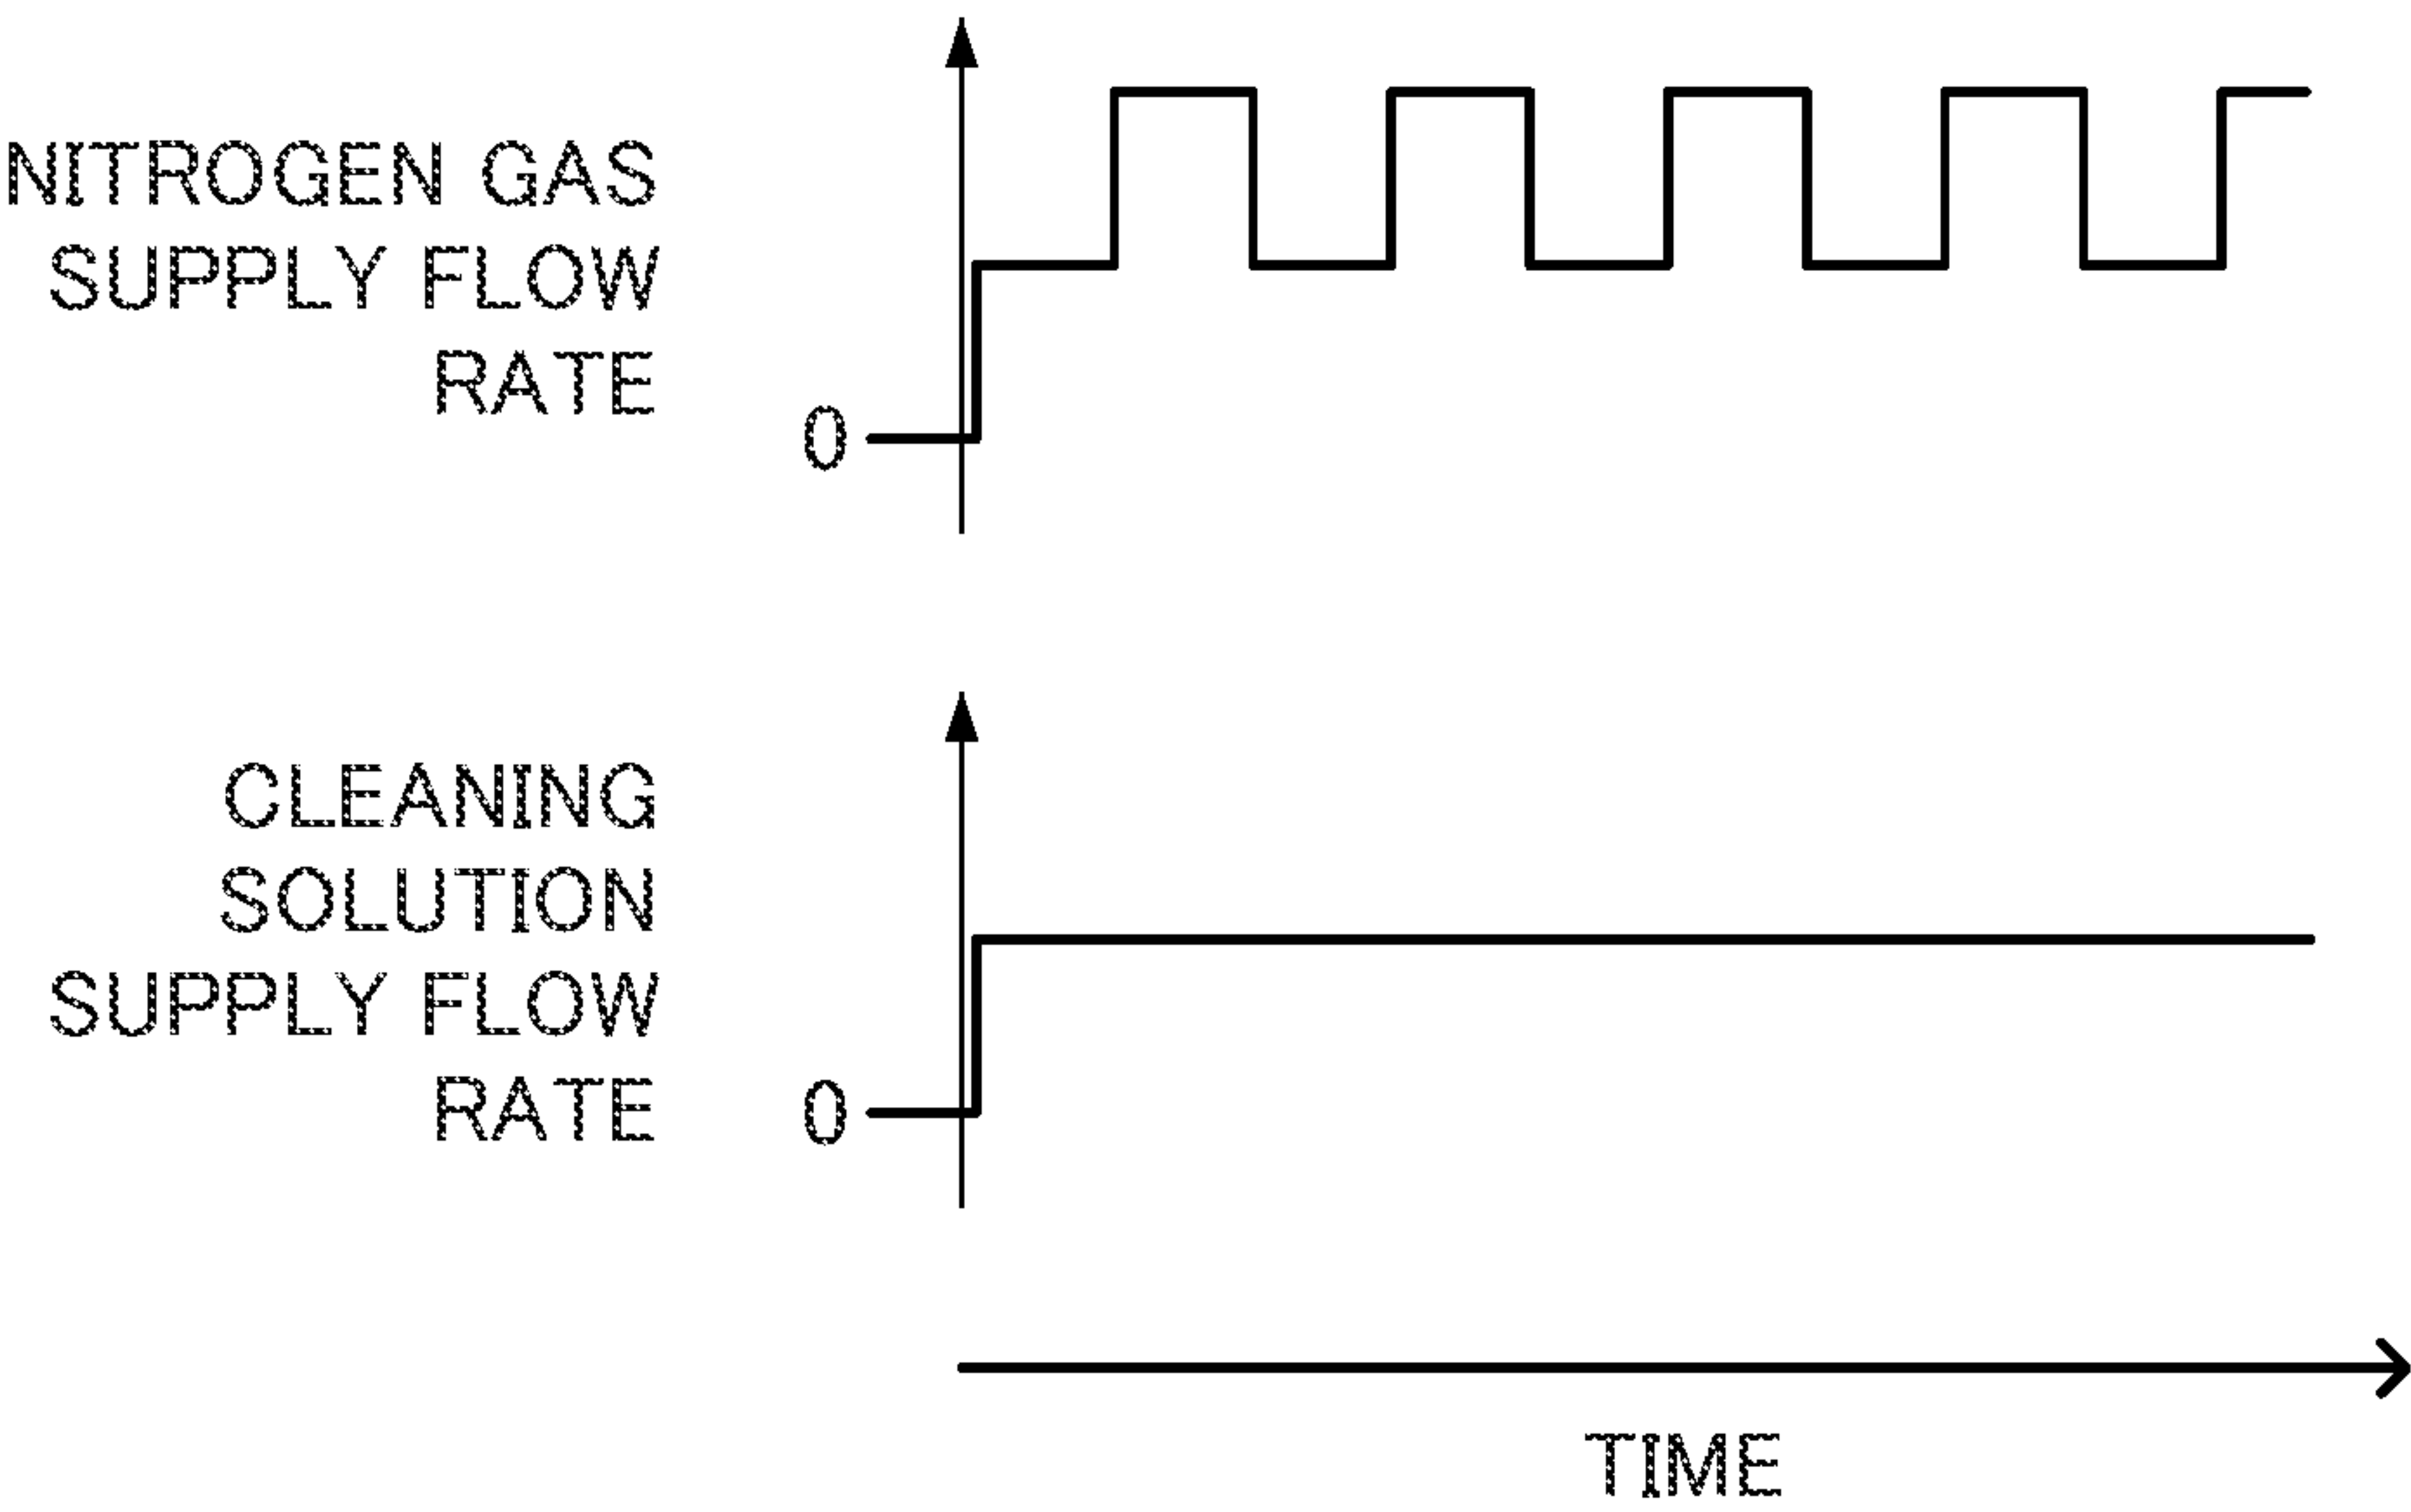 NITROGEN GAS
SUPPLY FLOW
RATE
0
CLEANING
SOLUTION
SUPPLY FLOW
RATE
0
TIME